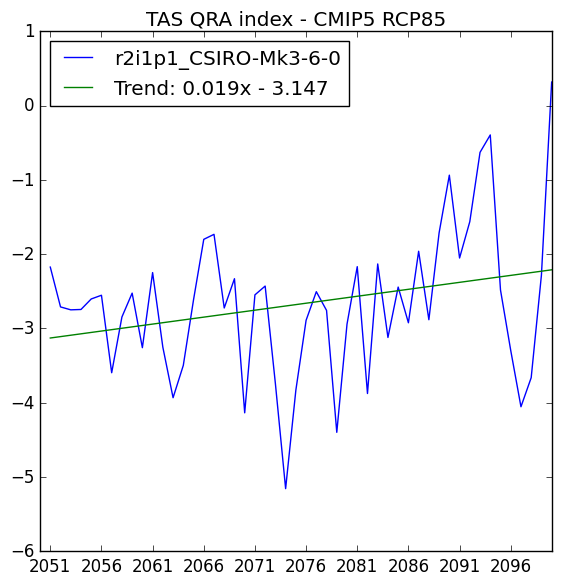 TAS QRA index - CMIP5 RCP85
r2i1p1_CSIRO-Mk3-6-0
Trend: 0.019x - 3.147
1
0
−1
−2
−3
−4
−5
−6
2051 2056 2061 2066 2071 2076 2081 2086 2091 2096